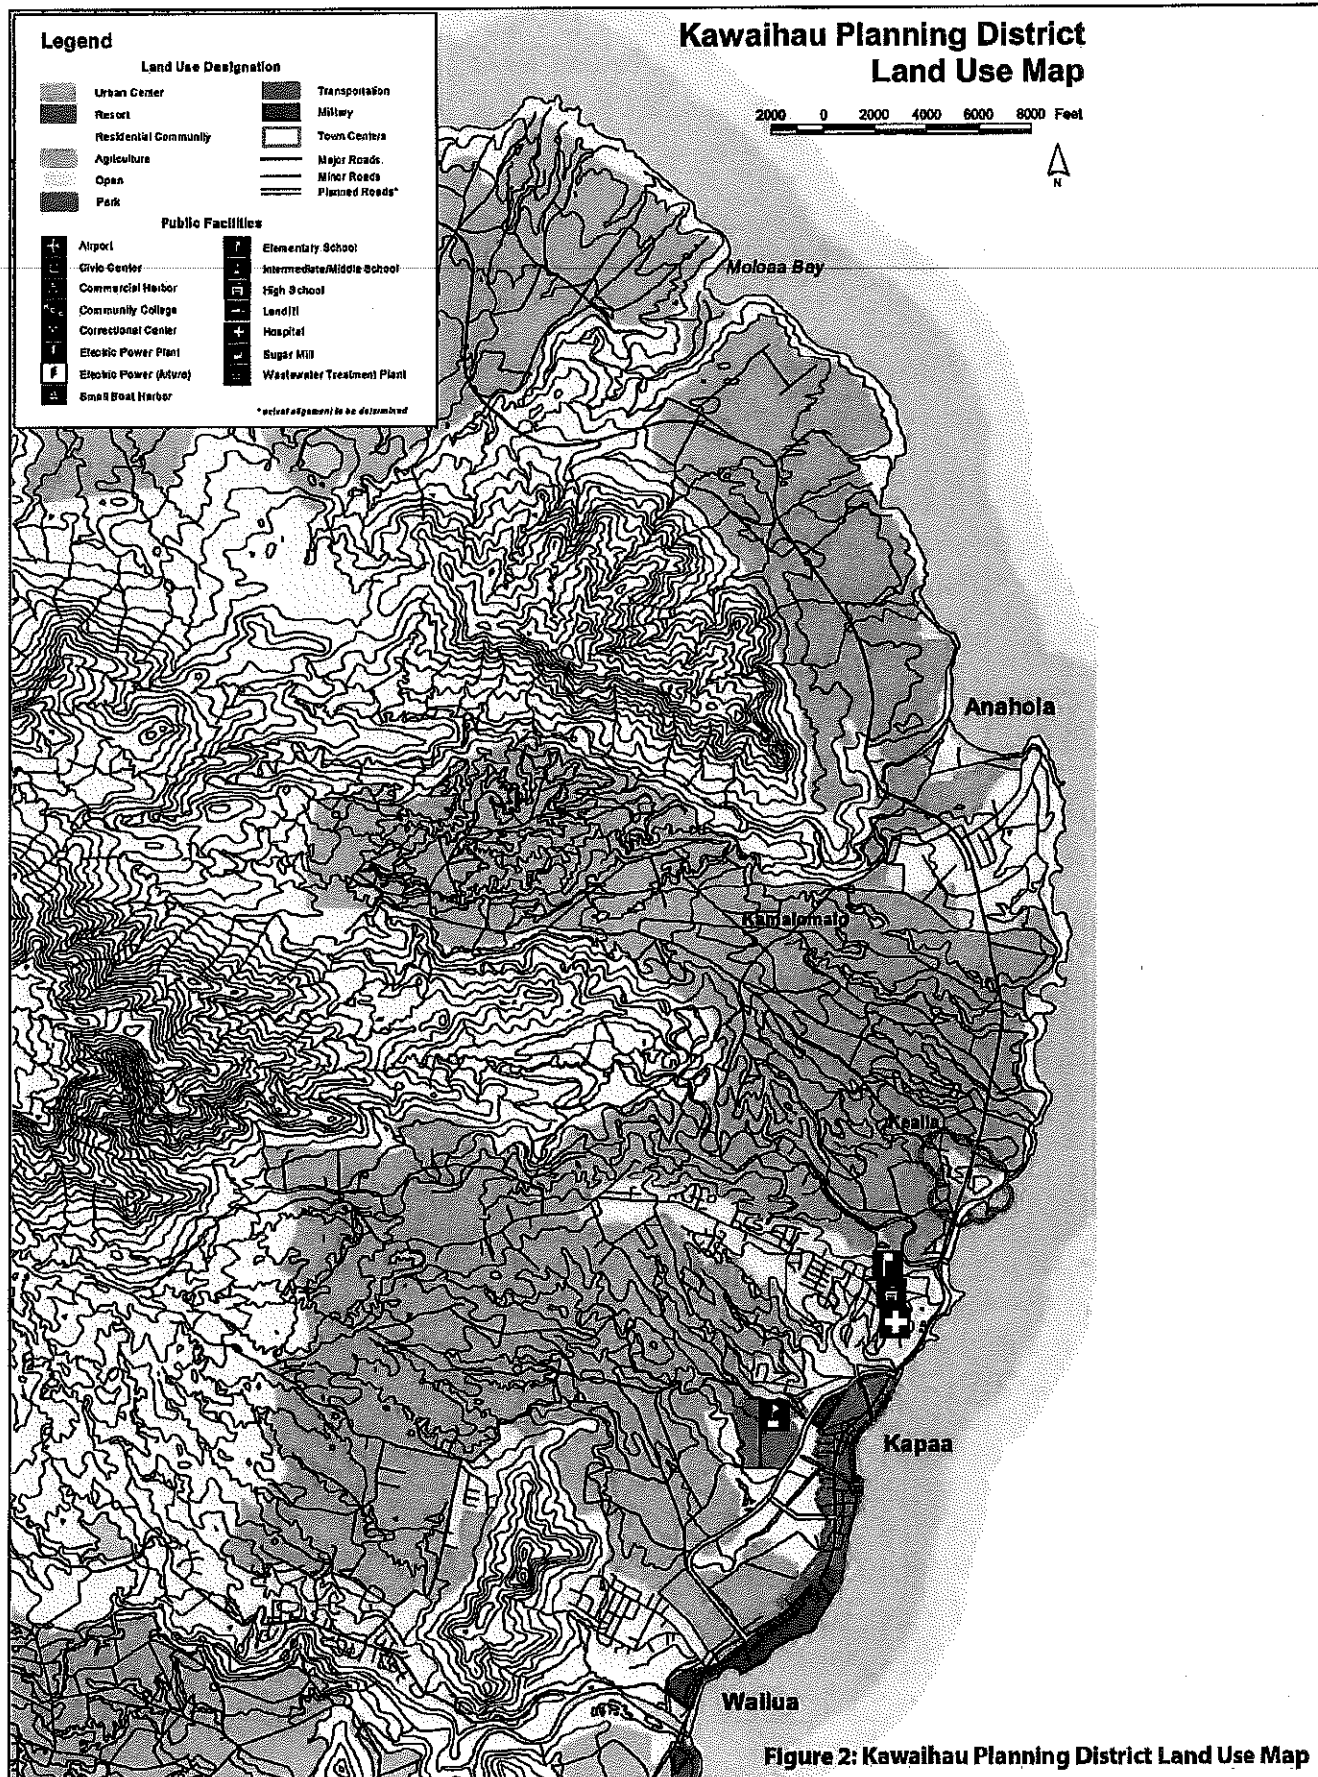 Kawaihau Planning District
Land Use Map
2000 0 2000 4000 6000 8000 Feet
N
Legend
Land Use Designation
Urban Center
Resort
Residential Community
Agriculture
Open
Park
Transportation
Military
Town Centers
Major Roads
Minor Roads
Planned Roads*
Public Facilities
Airport
Civic Center
Commercial Harbor
Community College
Correctional Center
Electric Power Plant
Electric Power (future)
Small Boat Harbor
Elementary School
Intermediate/Middle School
High School
Landfill
Hospital
Sugar Mill
Wastewater Treatment Plant
* actual alignment to be determined
Moloaa Bay
Anahola
Kamalomalo
Kealia
Kapaa
Wailua
Figure 2: Kawaihau Planning District Land Use Map